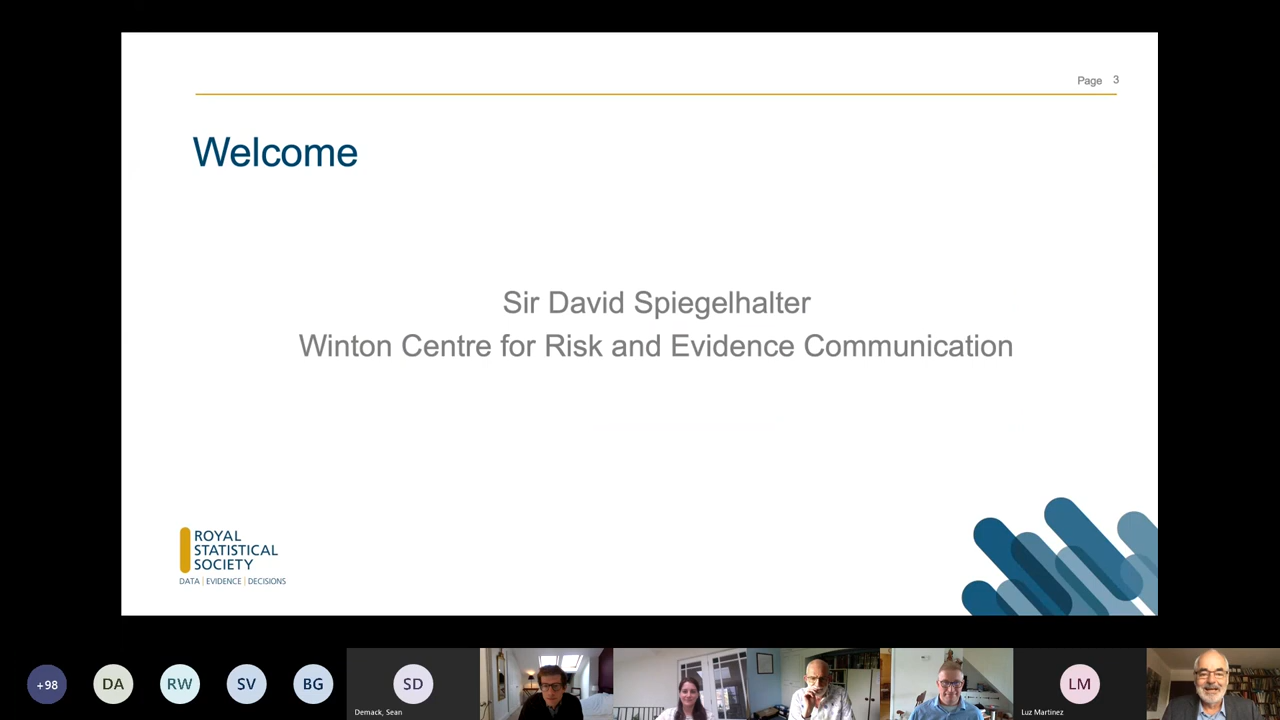 Page 3
Welcome
Sir David Spiegelhalter
Winton Centre for Risk and Evidence Communication
ROYAL
STATISTICAL
SOCIETY
DATA | EVIDENCE | DECISIONS
+98
DA
RW
SV
BG
SD
Demack, Sean
LM
Luz Martinez